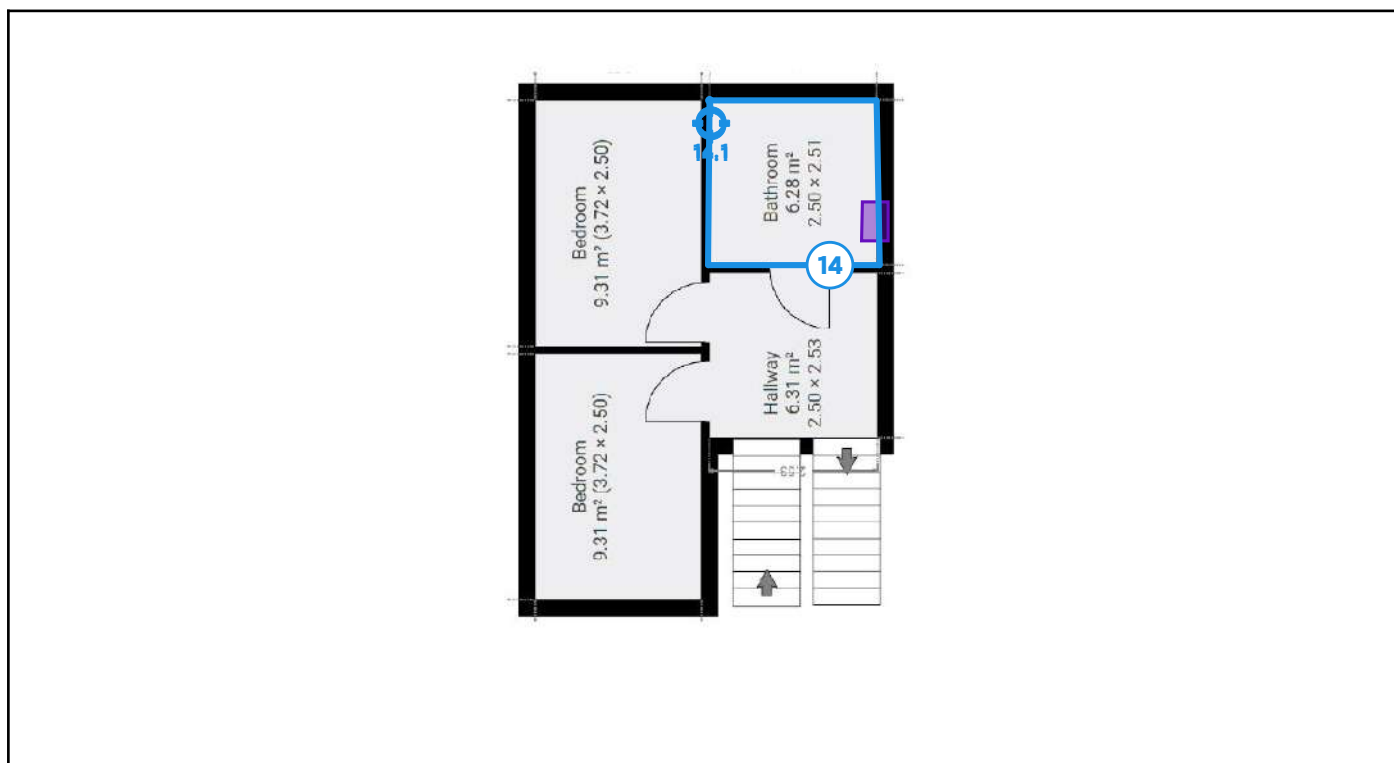 Bedroom
9.31 m² (3.72 × 2.50)
14.1
Bathroom
6.28 m²
2.50 × 2.51
14
Hallway
6.31 m²
2.50 × 2.53
Bedroom
9.31 m² (3.72 × 2.50)